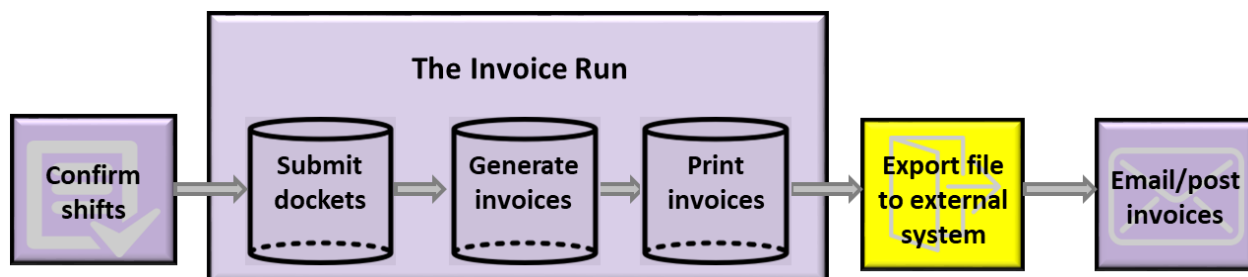 The Invoice Run
Confirm
shifts
Submit
dockets
Generate
invoices
Print
invoices
Export file
to external
system
Email/post
invoices